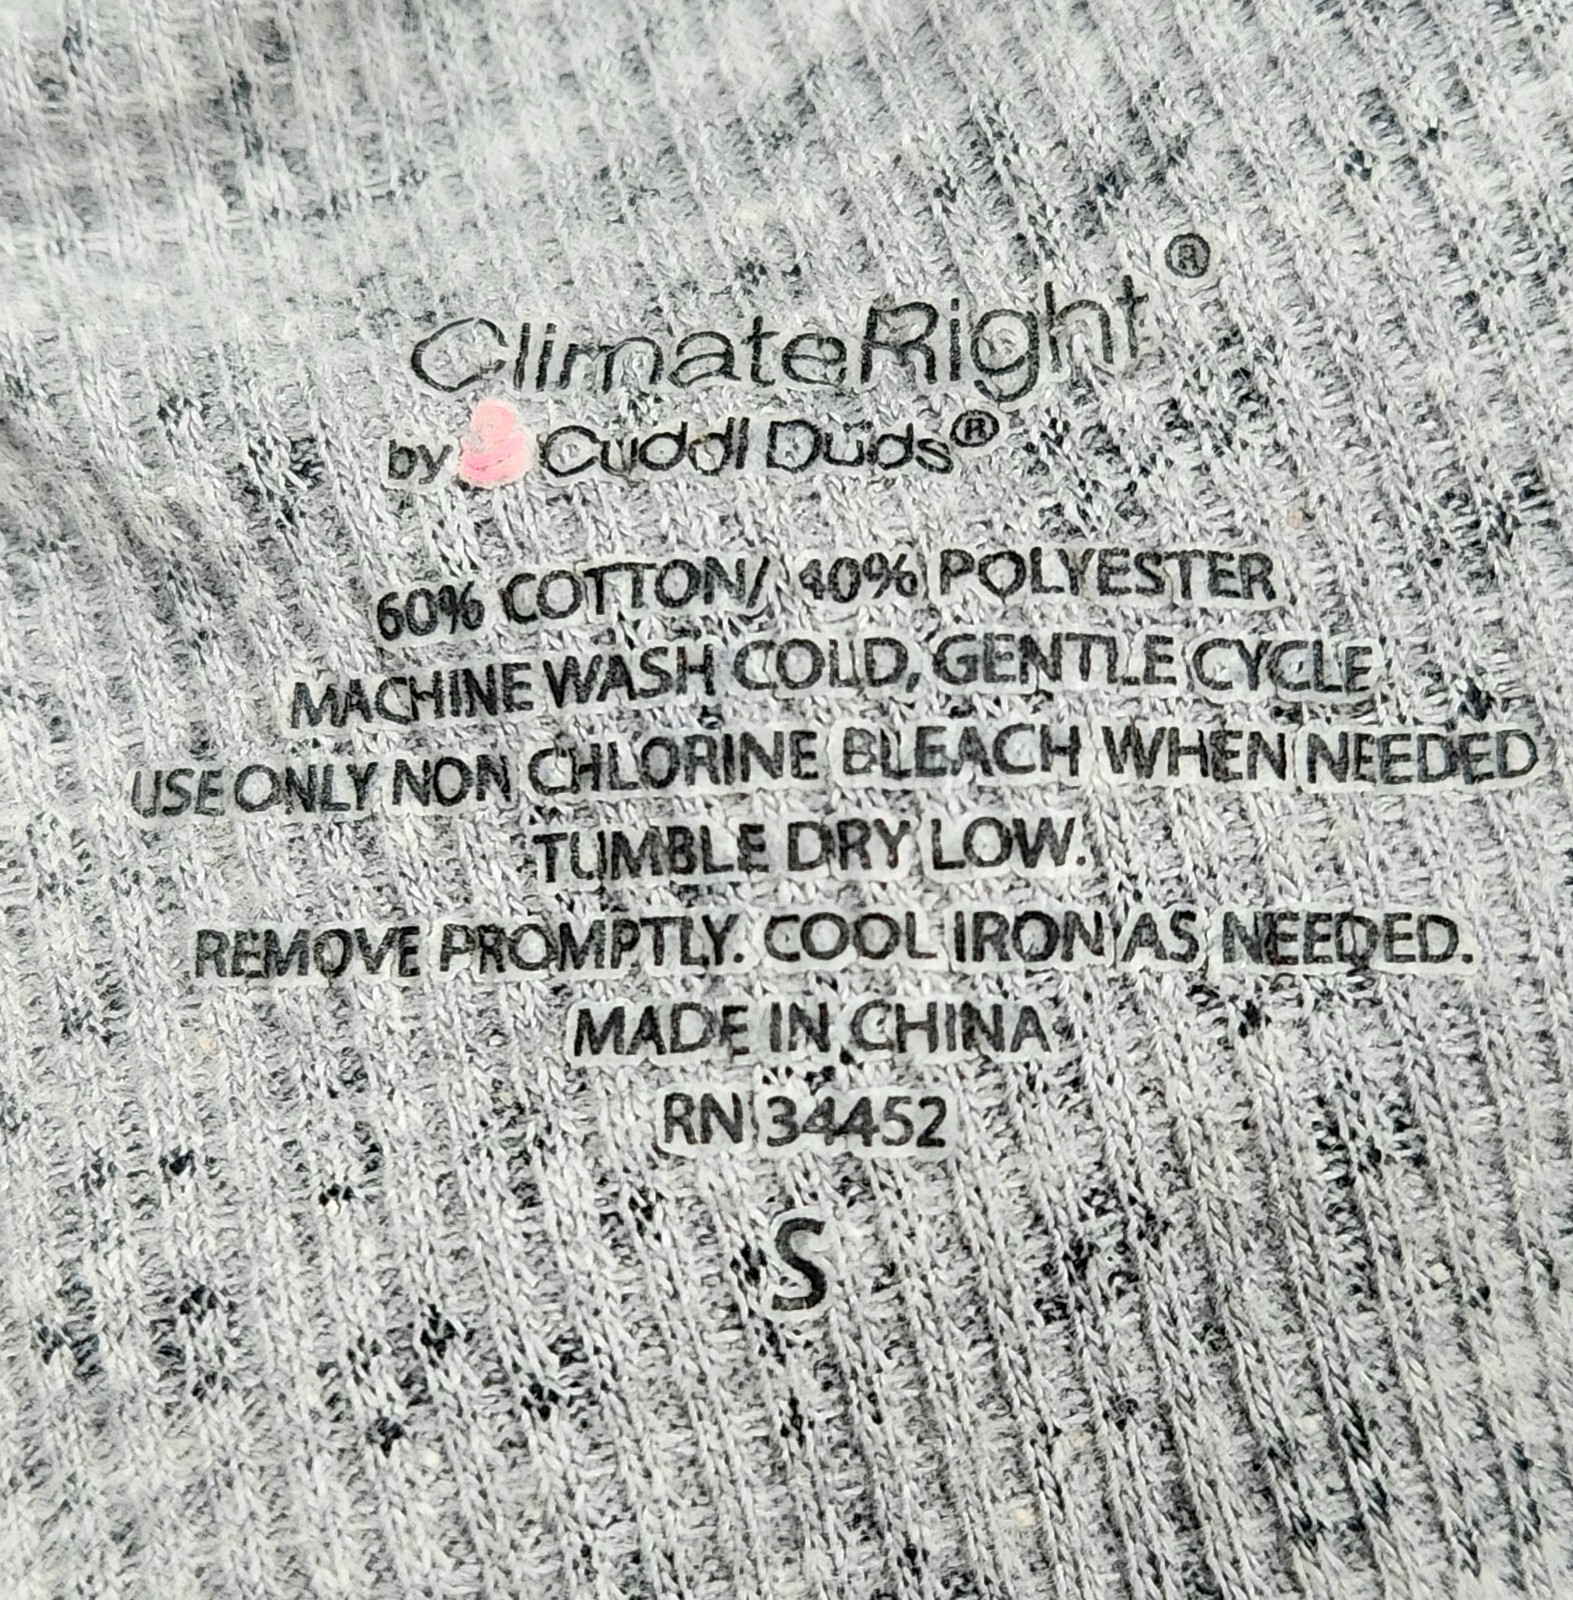 ClimateRight®
by Cuddl Duds®
60% COTTON/ 40% POLYESTER
MACHINE WASH COLD, GENTLE CYCLE
USE ONLY NON CHLORINE BLEACH WHEN NEEDED
TUMBLE DRY LOW.
REMOVE PROMPTLY. COOL IRON AS NEEDED.
MADE IN CHINA
RN 34452
S